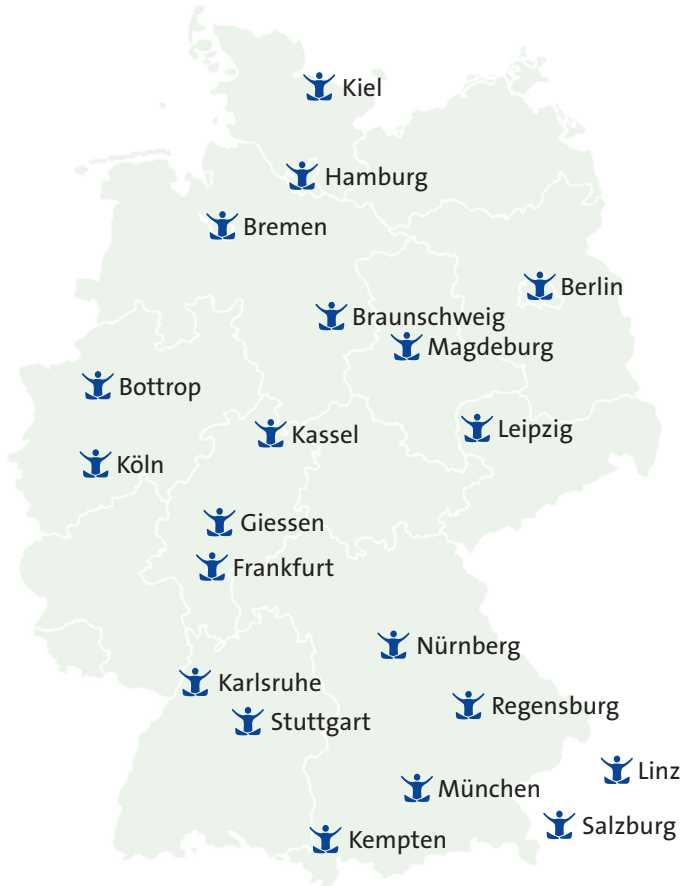 Kiel
Hamburg
Bremen
Berlin
Braunschweig
Magdeburg
Bottrop
Leipzig
Kassel
Köln
Giessen
Frankfurt
Nürnberg
Karlsruhe
Regensburg
Stuttgart
Linz
München
Salzburg
Kempten